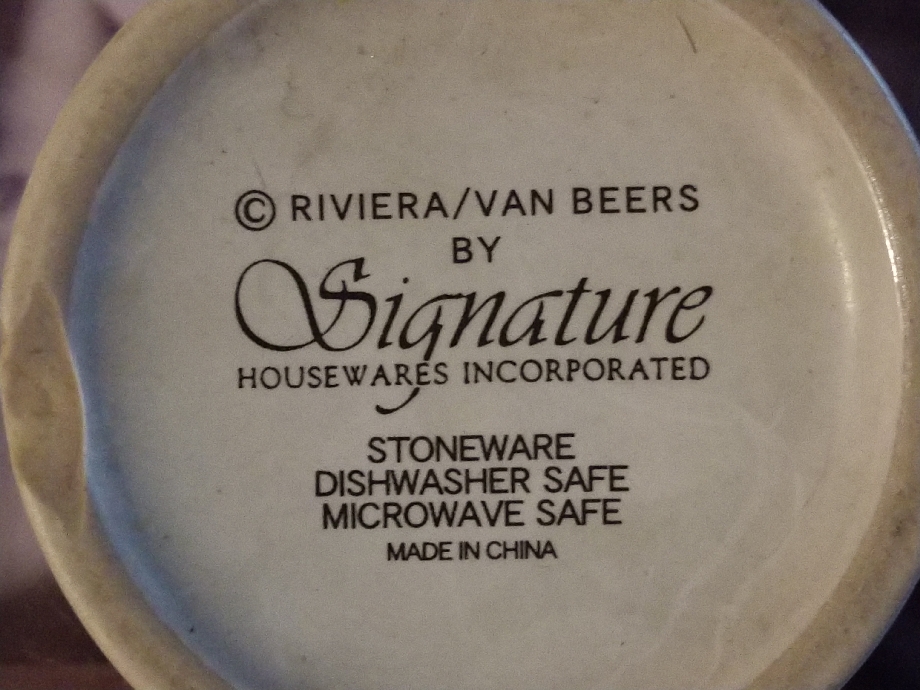 © RIVIERA/VAN BEERS
BY
Signature
HOUSEWARES INCORPORATED
STONEWARE
DISHWASHER SAFE
MICROWAVE SAFE
MADE IN CHINA